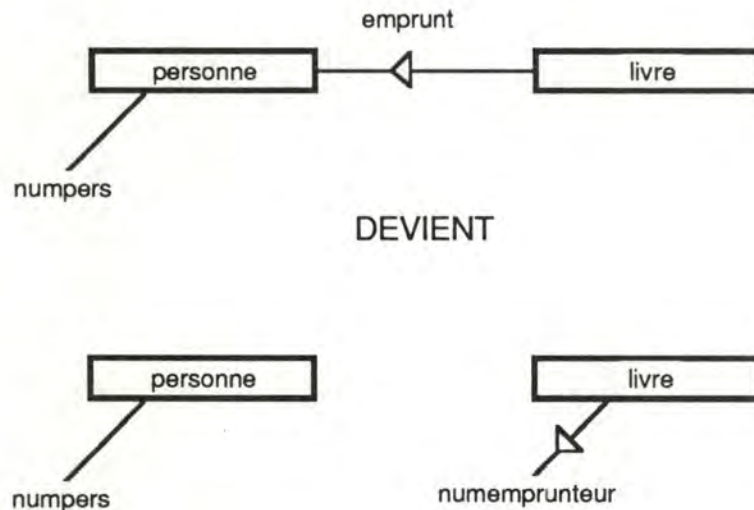 emprunt
personne
livre
numpers
DEVIENT
personne
livre
numpers
numemprunteur